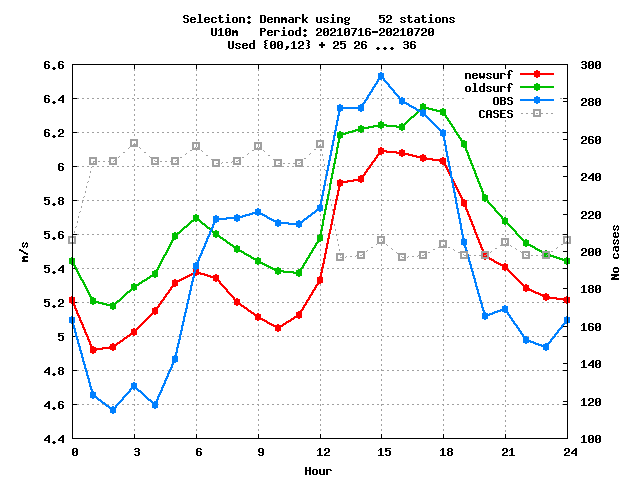 Selection: Denmark using    52 stations
U10m   Period: 20210716-20210720
Used {00,12} + 25 26 ... 36
newsurf
oldsurf
OBS
CASES
6.6
6.4
6.2
6
5.8
5.6
5.4
5.2
5
4.8
4.6
4.4
m/s
300
280
260
240
220
200
180
160
140
120
100
No cases
0 3 6 9 12 15 18 21 24
Hour